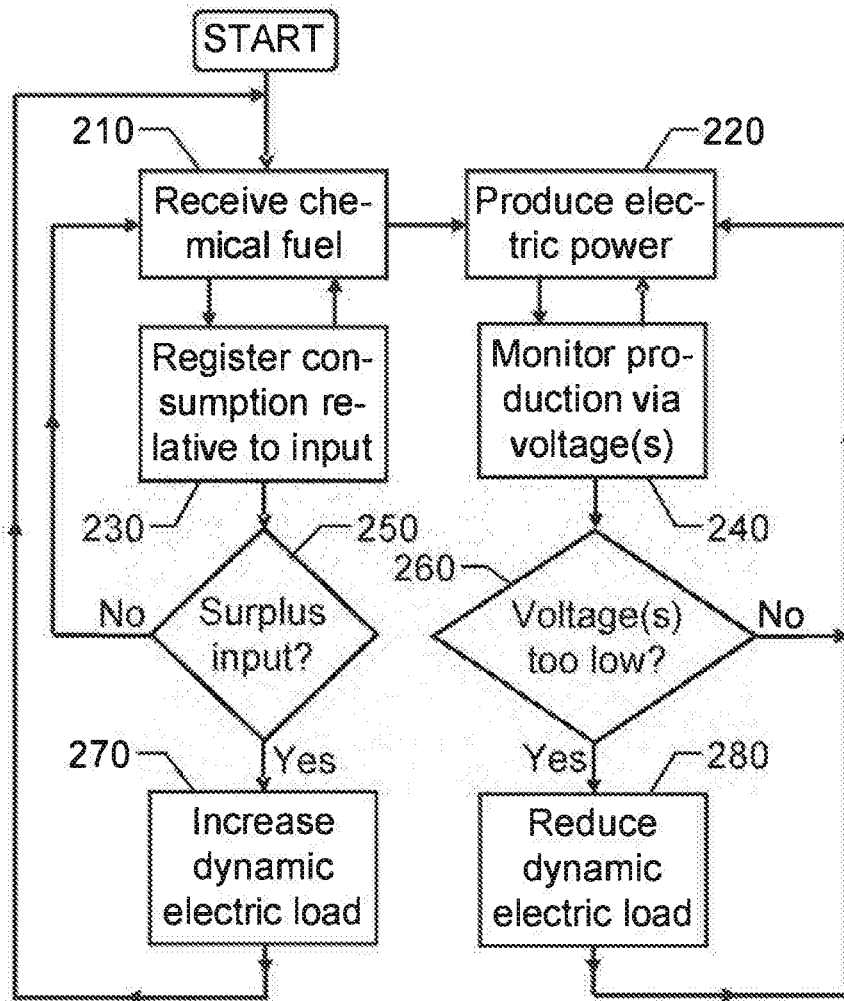 START
210
220
Receive che-
mical fuel
Produce elec-
tric power
Register con-
sumption re-
lative to input
Monitor pro-
duction via
voltage(s)
230
250
240
260
No
Surplus
input?
Voltage(s)
too low?
No
270
Yes
Yes
280
Increase
dynamic
electric load
Reduce
dynamic
electric load